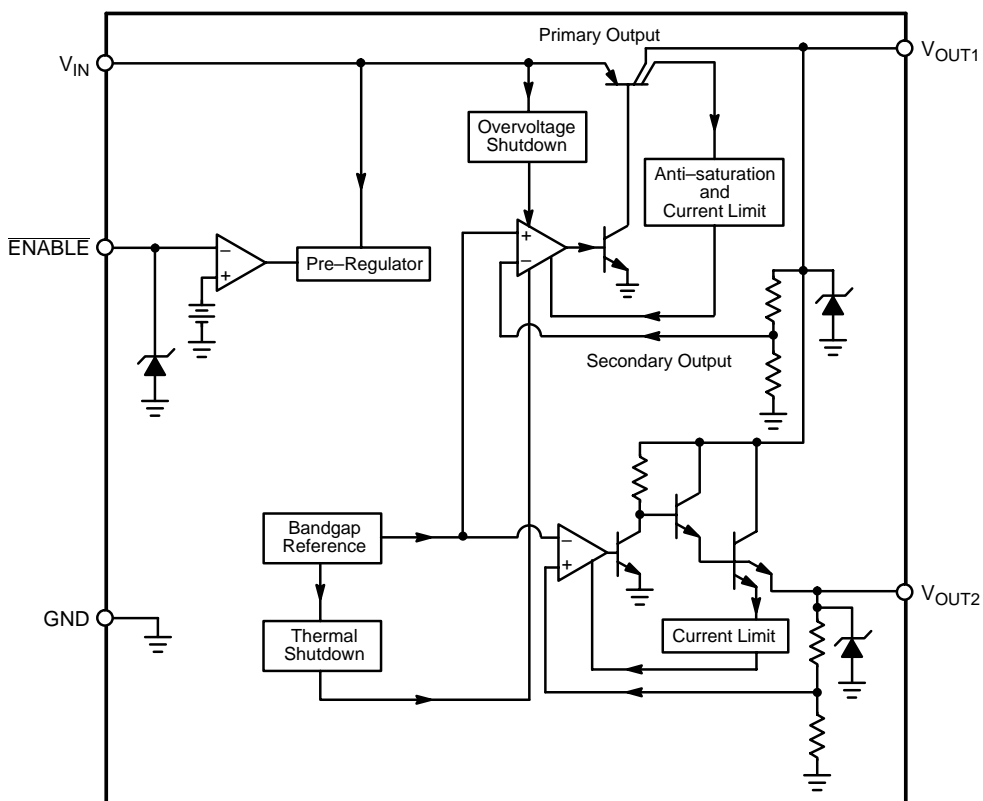 Primary Output
VIN
VOUT1
Overvoltage
Shutdown
Anti–saturation
and
Current Limit
ENABLE
−
+
Pre–Regulator
+
−
Secondary Output
Bandgap
Reference
−
+
VOUT2
GND
Thermal
Shutdown
Current Limit